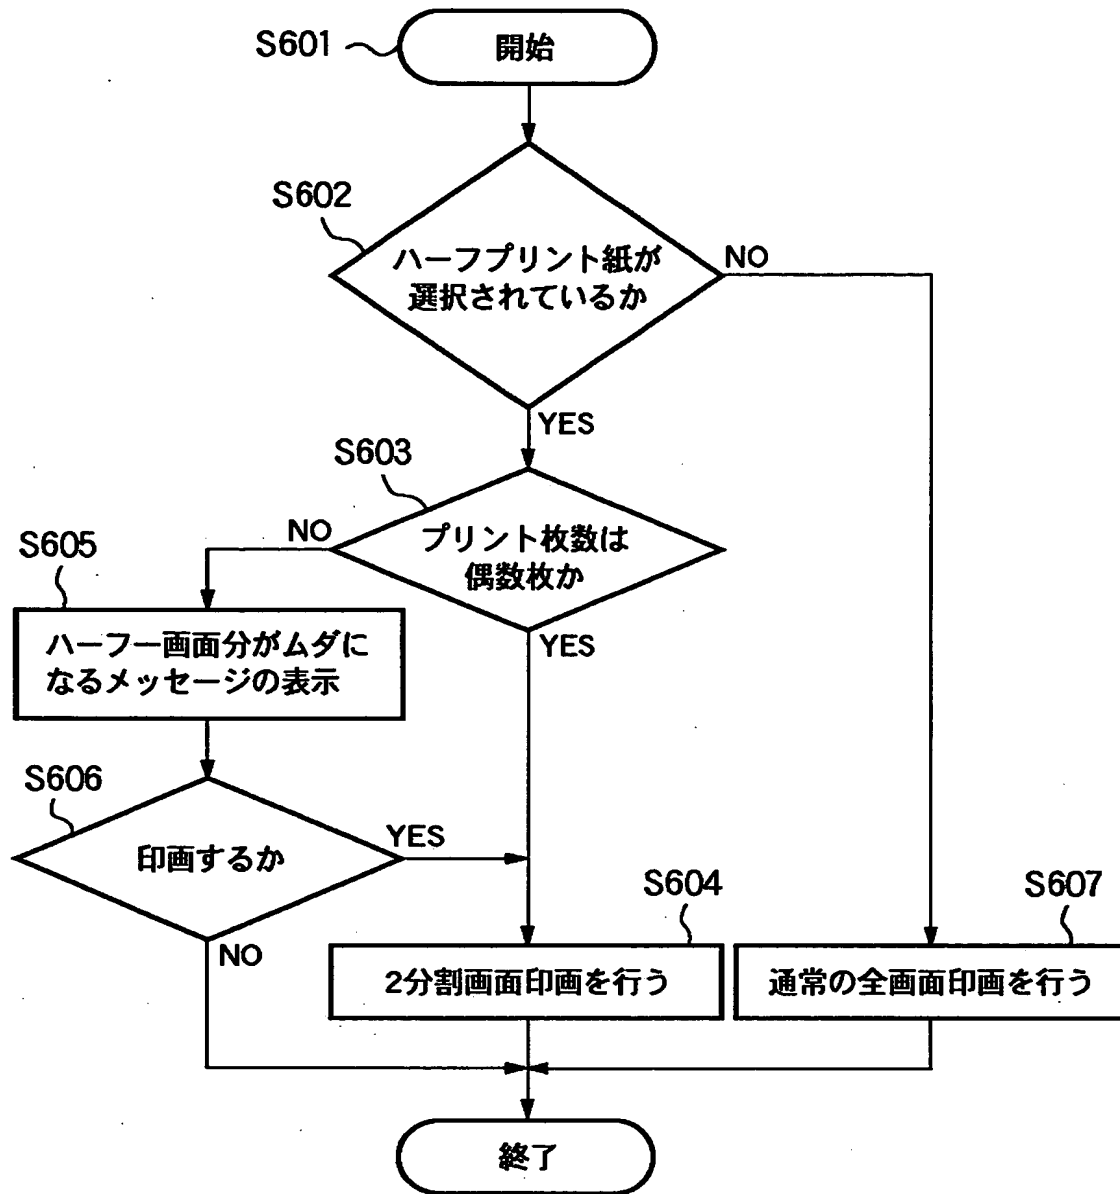 S601
開始
S602
ハーフプリント紙が
選択されているか
NO
YES
S603
プリント枚数は
偶数枚か
NO
YES
S605
ハーフ一画面分がムダに
なるメッセージの表示
S606
印画するか
YES
NO
S604
2分割画面印画を行う
S607
通常の全画面印画を行う
終了